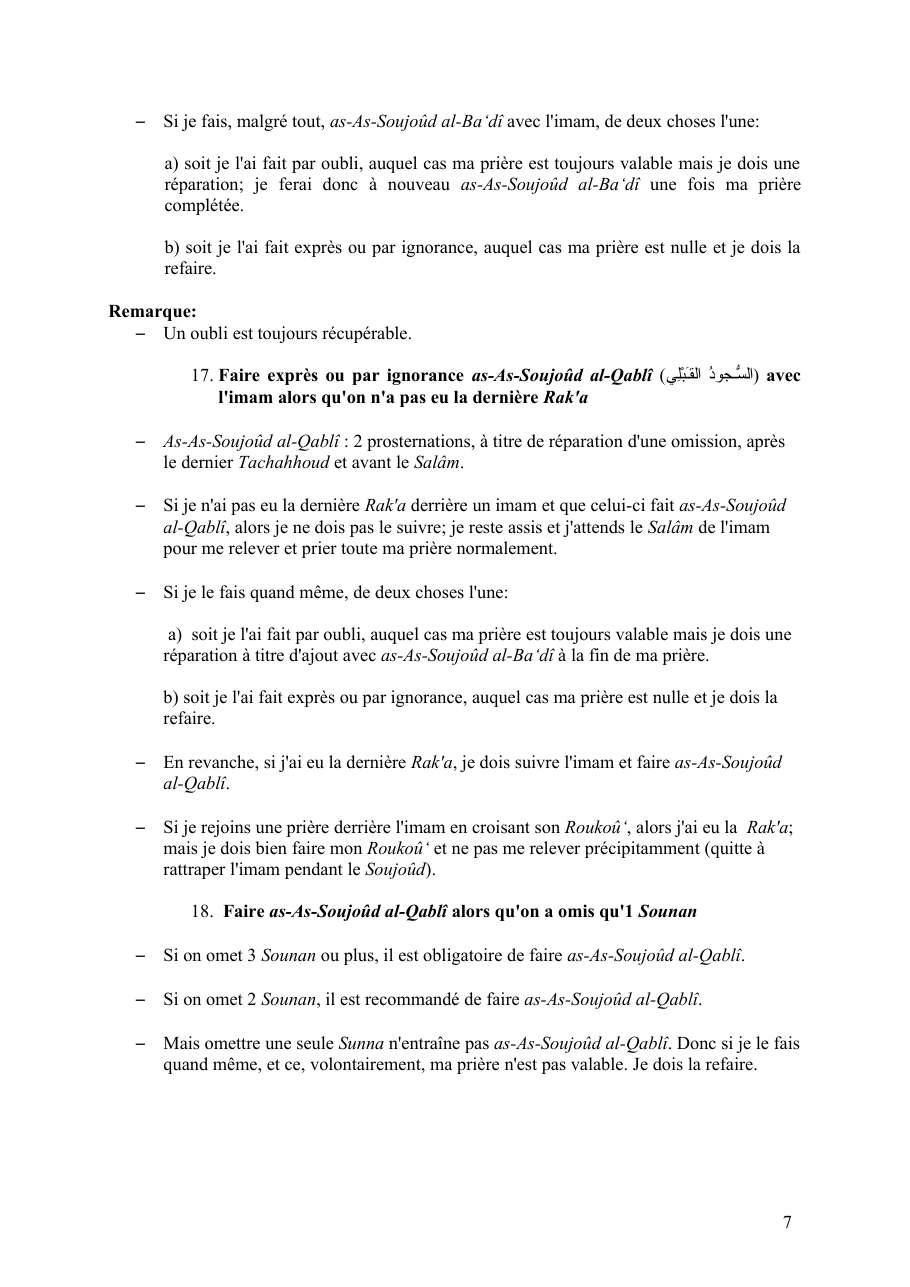 – Si je fais, malgré tout, as-As-Soujoûd al-Ba‘dî avec l'imam, de deux choses l'une:
a) soit je l'ai fait par oubli, auquel cas ma prière est toujours valable mais je dois une
réparation; je ferai donc à nouveau as-As-Soujoûd al-Ba‘dî une fois ma prière
complétée.
b) soit je l'ai fait exprès ou par ignorance, auquel cas ma prière est nulle et je dois la
refaire.
Remarque:
– Un oubli est toujours récupérable.
17. Faire exprès ou par ignorance as-As-Soujoûd al-Qablî (السُّجودُ القَبْلِي) avec
l'imam alors qu'on n'a pas eu la dernière Rak'a
– As-As-Soujoûd al-Qablî : 2 prosternations, à titre de réparation d'une omission, après
le dernier Tachahhoud et avant le Salâm.
– Si je n'ai pas eu la dernière Rak'a derrière un imam et que celui-ci fait as-As-Soujoûd
al-Qablî, alors je ne dois pas le suivre; je reste assis et j'attends le Salâm de l'imam
pour me relever et prier toute ma prière normalement.
– Si je le fais quand même, de deux choses l'une:
a) soit je l'ai fait par oubli, auquel cas ma prière est toujours valable mais je dois une
réparation à titre d'ajout avec as-As-Soujoûd al-Ba‘dî à la fin de ma prière.
b) soit je l'ai fait exprès ou par ignorance, auquel cas ma prière est nulle et je dois la
refaire.
– En revanche, si j'ai eu la dernière Rak'a, je dois suivre l'imam et faire as-As-Soujoûd
al-Qablî.
– Si je rejoins une prière derrière l'imam en croisant son Roukoû‘, alors j'ai eu la Rak'a;
mais je dois bien faire mon Roukoû‘ et ne pas me relever précipitamment (quitte à
rattraper l'imam pendant le Soujoûd).
18. Faire as-As-Soujoûd al-Qablî alors qu'on a omis qu'1 Sounan
– Si on omet 3 Sounan ou plus, il est obligatoire de faire as-As-Soujoûd al-Qablî.
– Si on omet 2 Sounan, il est recommandé de faire as-As-Soujoûd al-Qablî.
– Mais omettre une seule Sunna n'entraîne pas as-As-Soujoûd al-Qablî. Donc si je le fais
quand même, et ce, volontairement, ma prière n'est pas valable. Je dois la refaire.
7